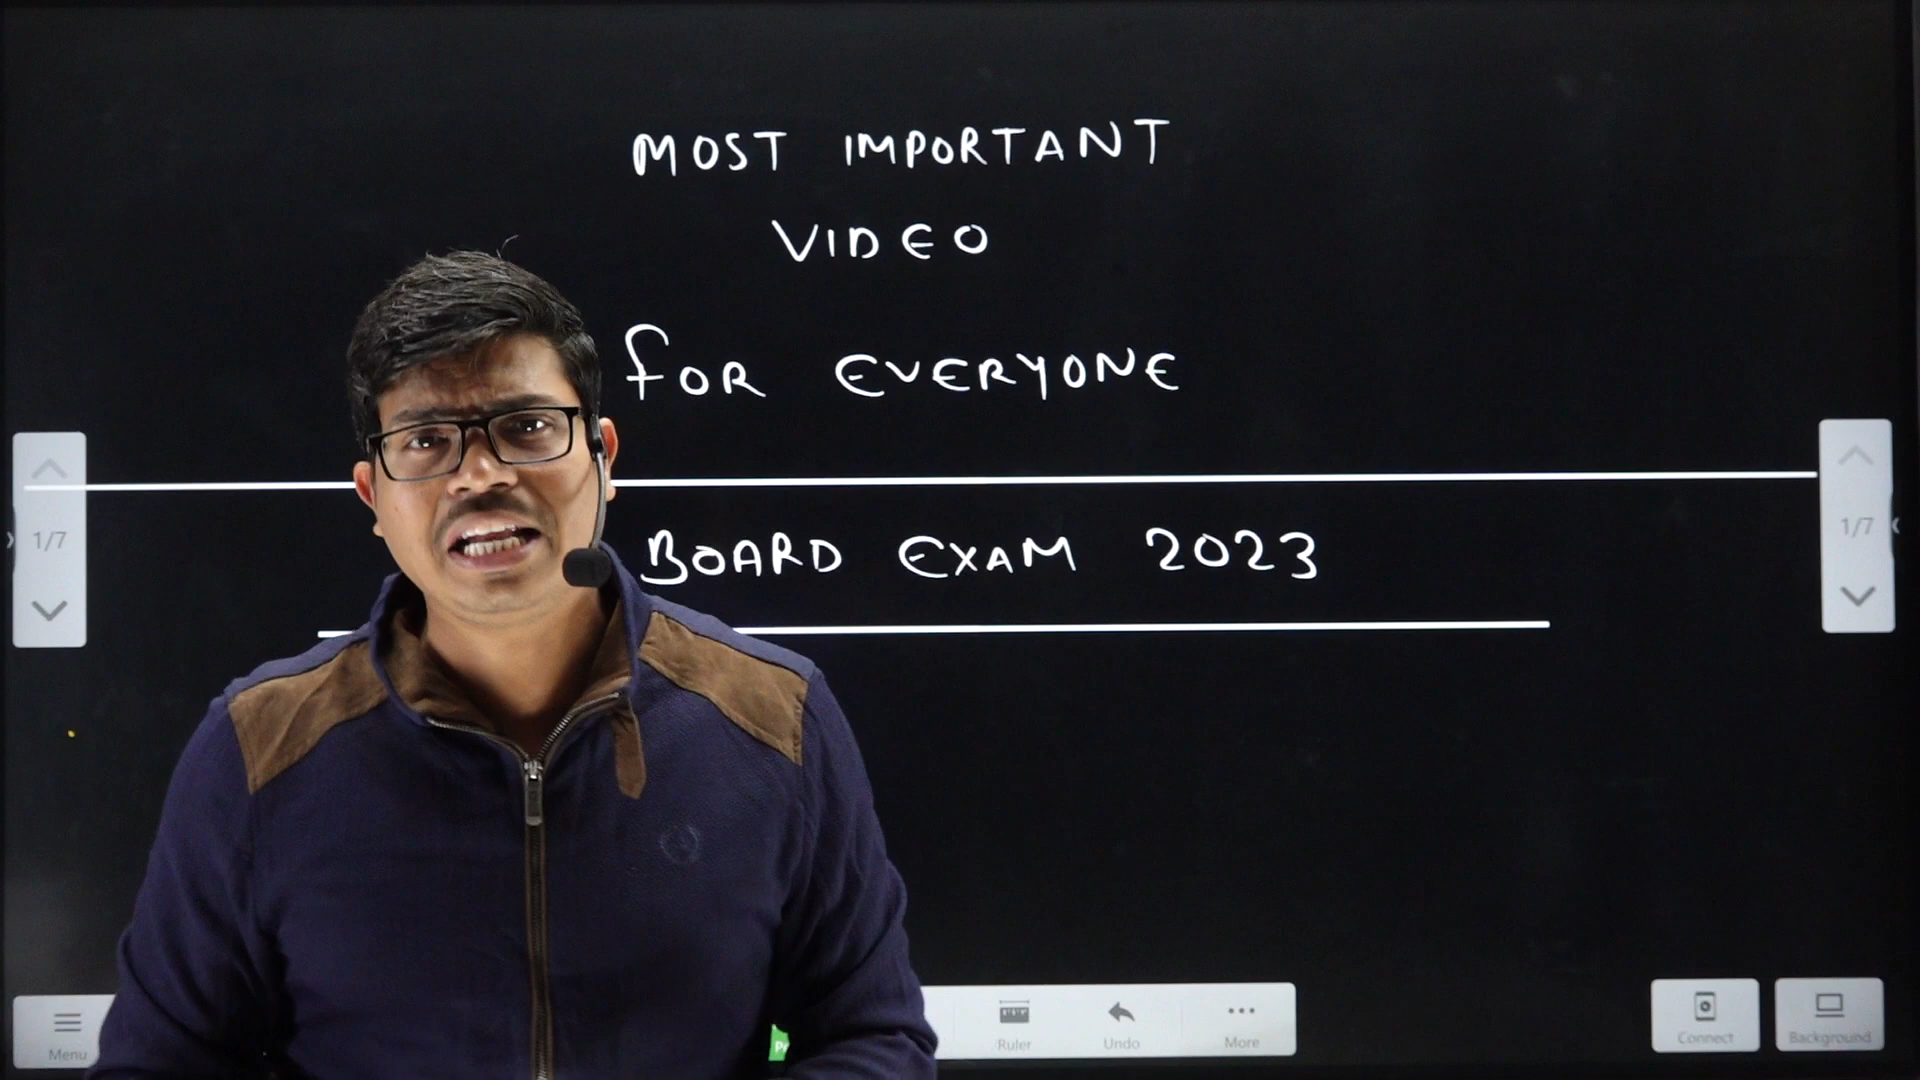 MOST IMPORTANT
VIDEO
FOR EVERYONE
1/7
1/7
BOARD EXAM 2023
Menu
Ruler
Undo
More
Connect
Background